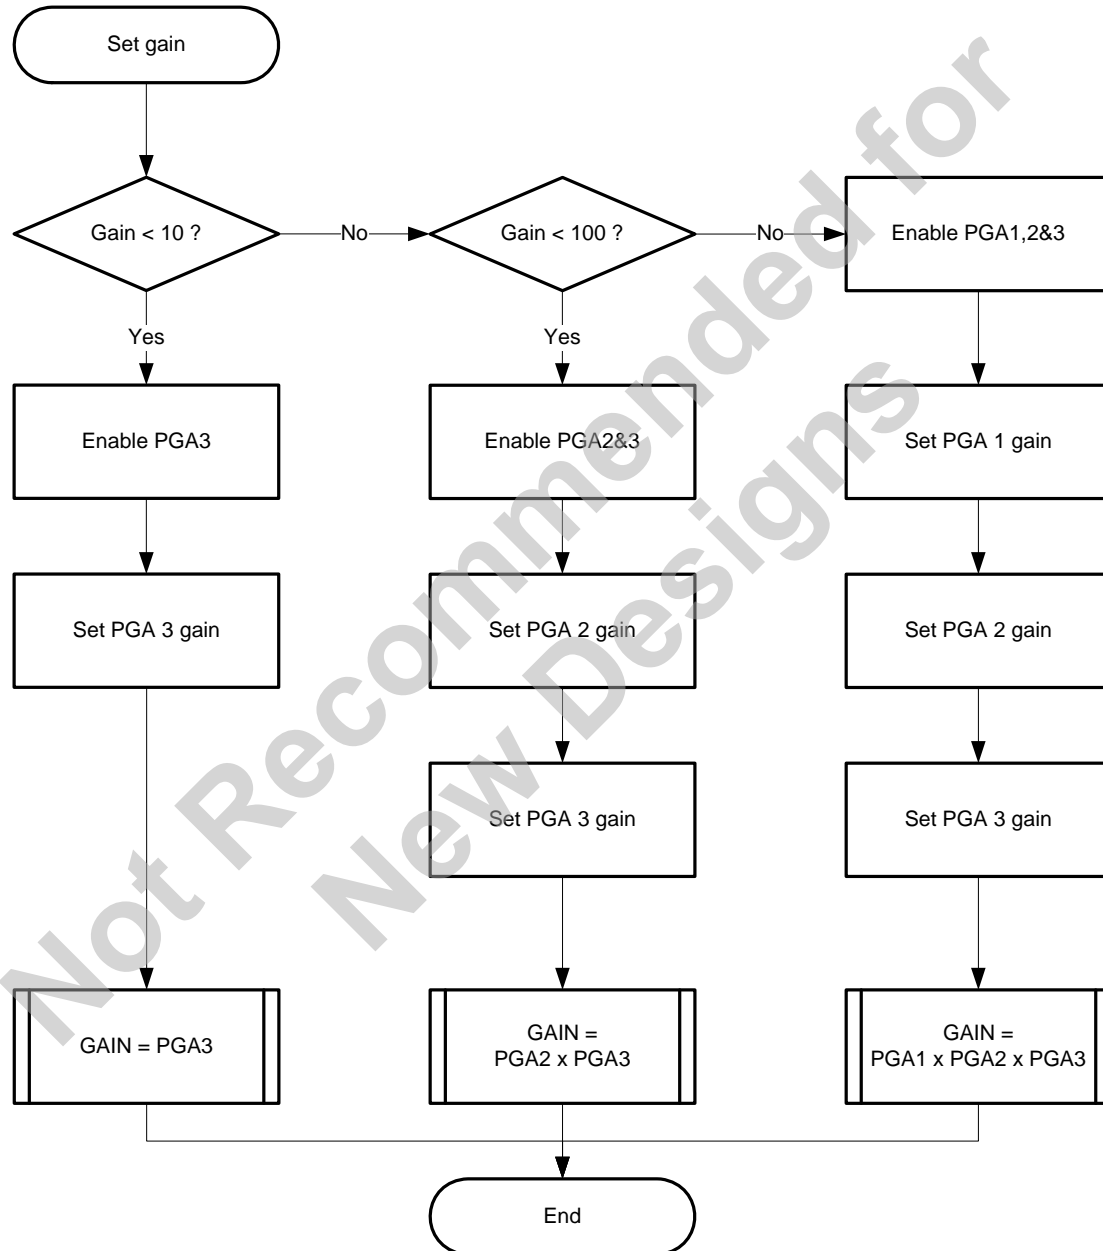 Set gain
Gain < 10 ?
No
Gain < 100 ?
No
Enable PGA1,2&3
Yes
Yes
Enable PGA3
Enable PGA2&3
Set PGA 1 gain
Set PGA 3 gain
Set PGA 2 gain
Set PGA 2 gain
Set PGA 3 gain
Set PGA 3 gain
GAIN = PGA3
GAIN =
PGA2 x PGA3
GAIN =
PGA1 x PGA2 x PGA3
End
Not Recommended for
New Designs